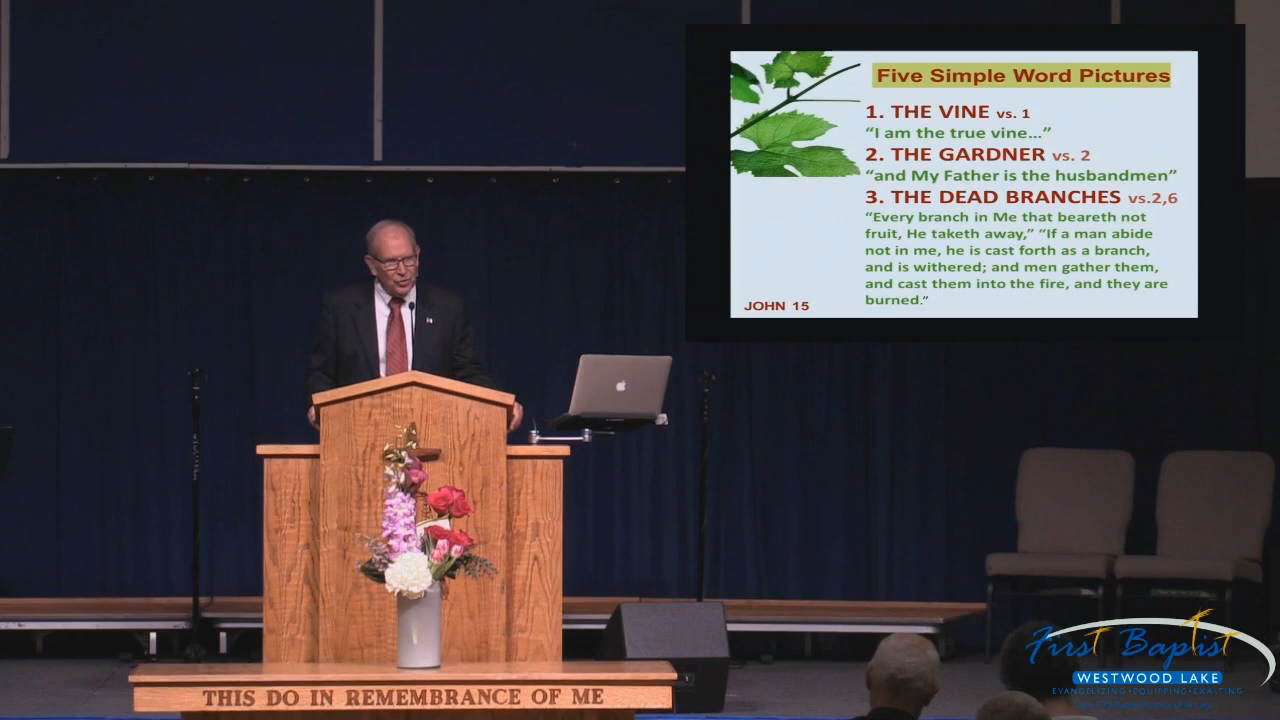 Five Simple Word Pictures
1. THE VINE vs. 1
“I am the true vine...”
2. THE GARDNER vs. 2
“and My Father is the husbandmen”
3. THE DEAD BRANCHES vs.2,6
“Every branch in Me that beareth not
fruit, He taketh away,” “If a man abide
not in me, he is cast forth as a branch,
and is withered; and men gather them,
and cast them into the fire, and they are
burned.”
JOHN 15
THIS DO IN REMEMBRANCE OF ME
First Baptist
WESTWOOD LAKE
EVANGELIZING•EQUIPPING•EXALTING